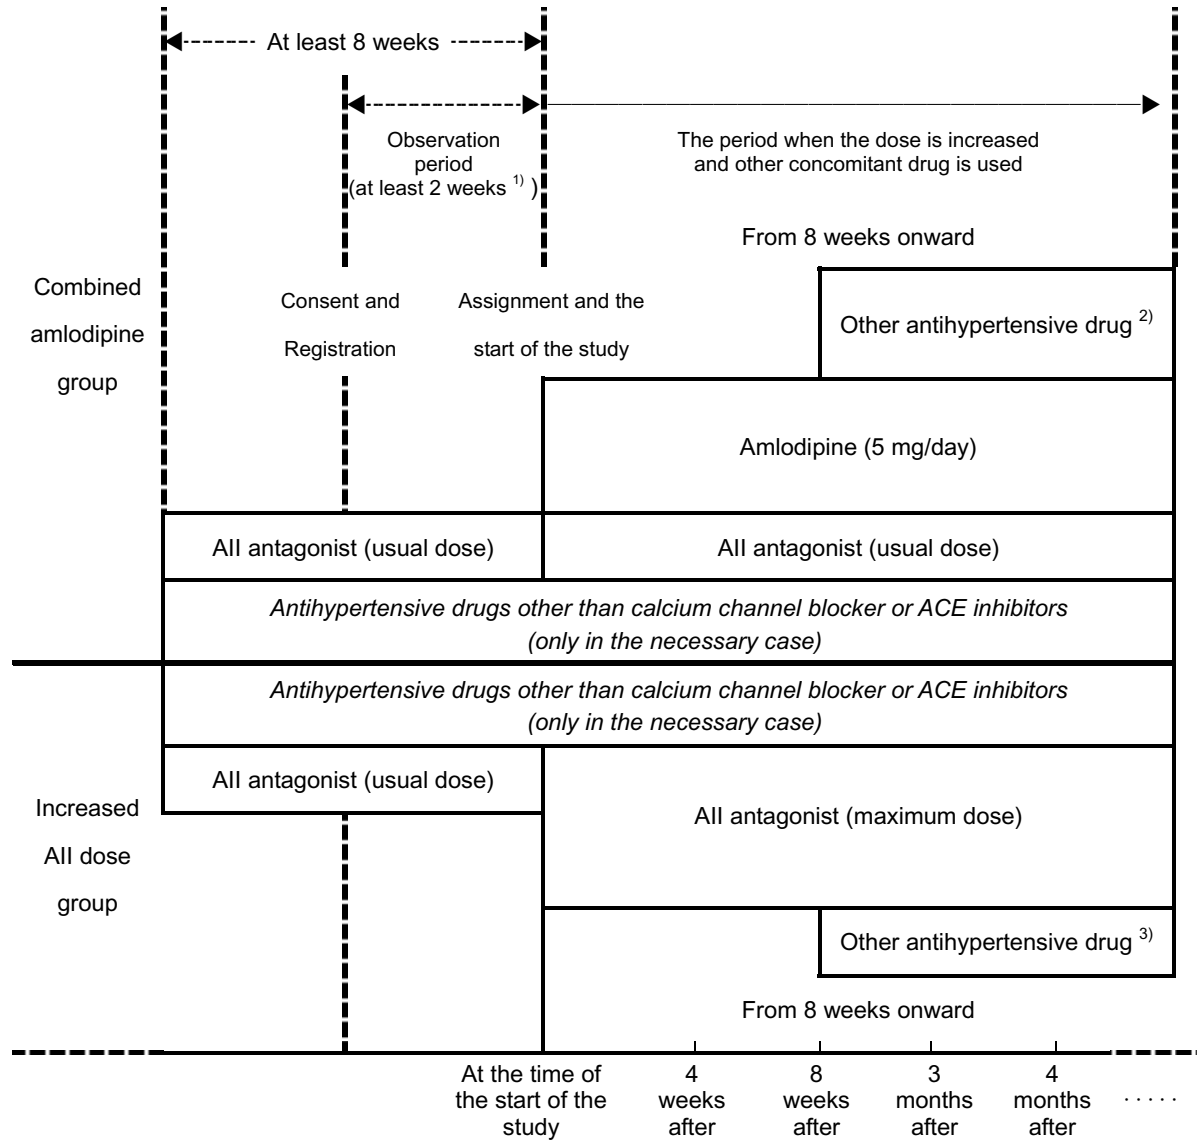 At least 8 weeks
Observation
period
(at least 2 weeks 1) )
The period when the dose is increased
and other concomitant drug is used
From 8 weeks onward
Combined
amlodipine
group
Consent and
Registration
Assignment and the
start of the study
Other antihypertensive drug 2)
Amlodipine (5 mg/day)
AII antagonist (usual dose)
AII antagonist (usual dose)
Antihypertensive drugs other than calcium channel blocker or ACE inhibitors
(only in the necessary case)
Antihypertensive drugs other than calcium channel blocker or ACE inhibitors
(only in the necessary case)
AII antagonist (usual dose)
Increased
AII dose
group
AII antagonist (maximum dose)
Other antihypertensive drug 3)
From 8 weeks onward
At the time of
the start of the
study
4
weeks
after
8
weeks
after
3
months
after
4
months
after
· · · · ·